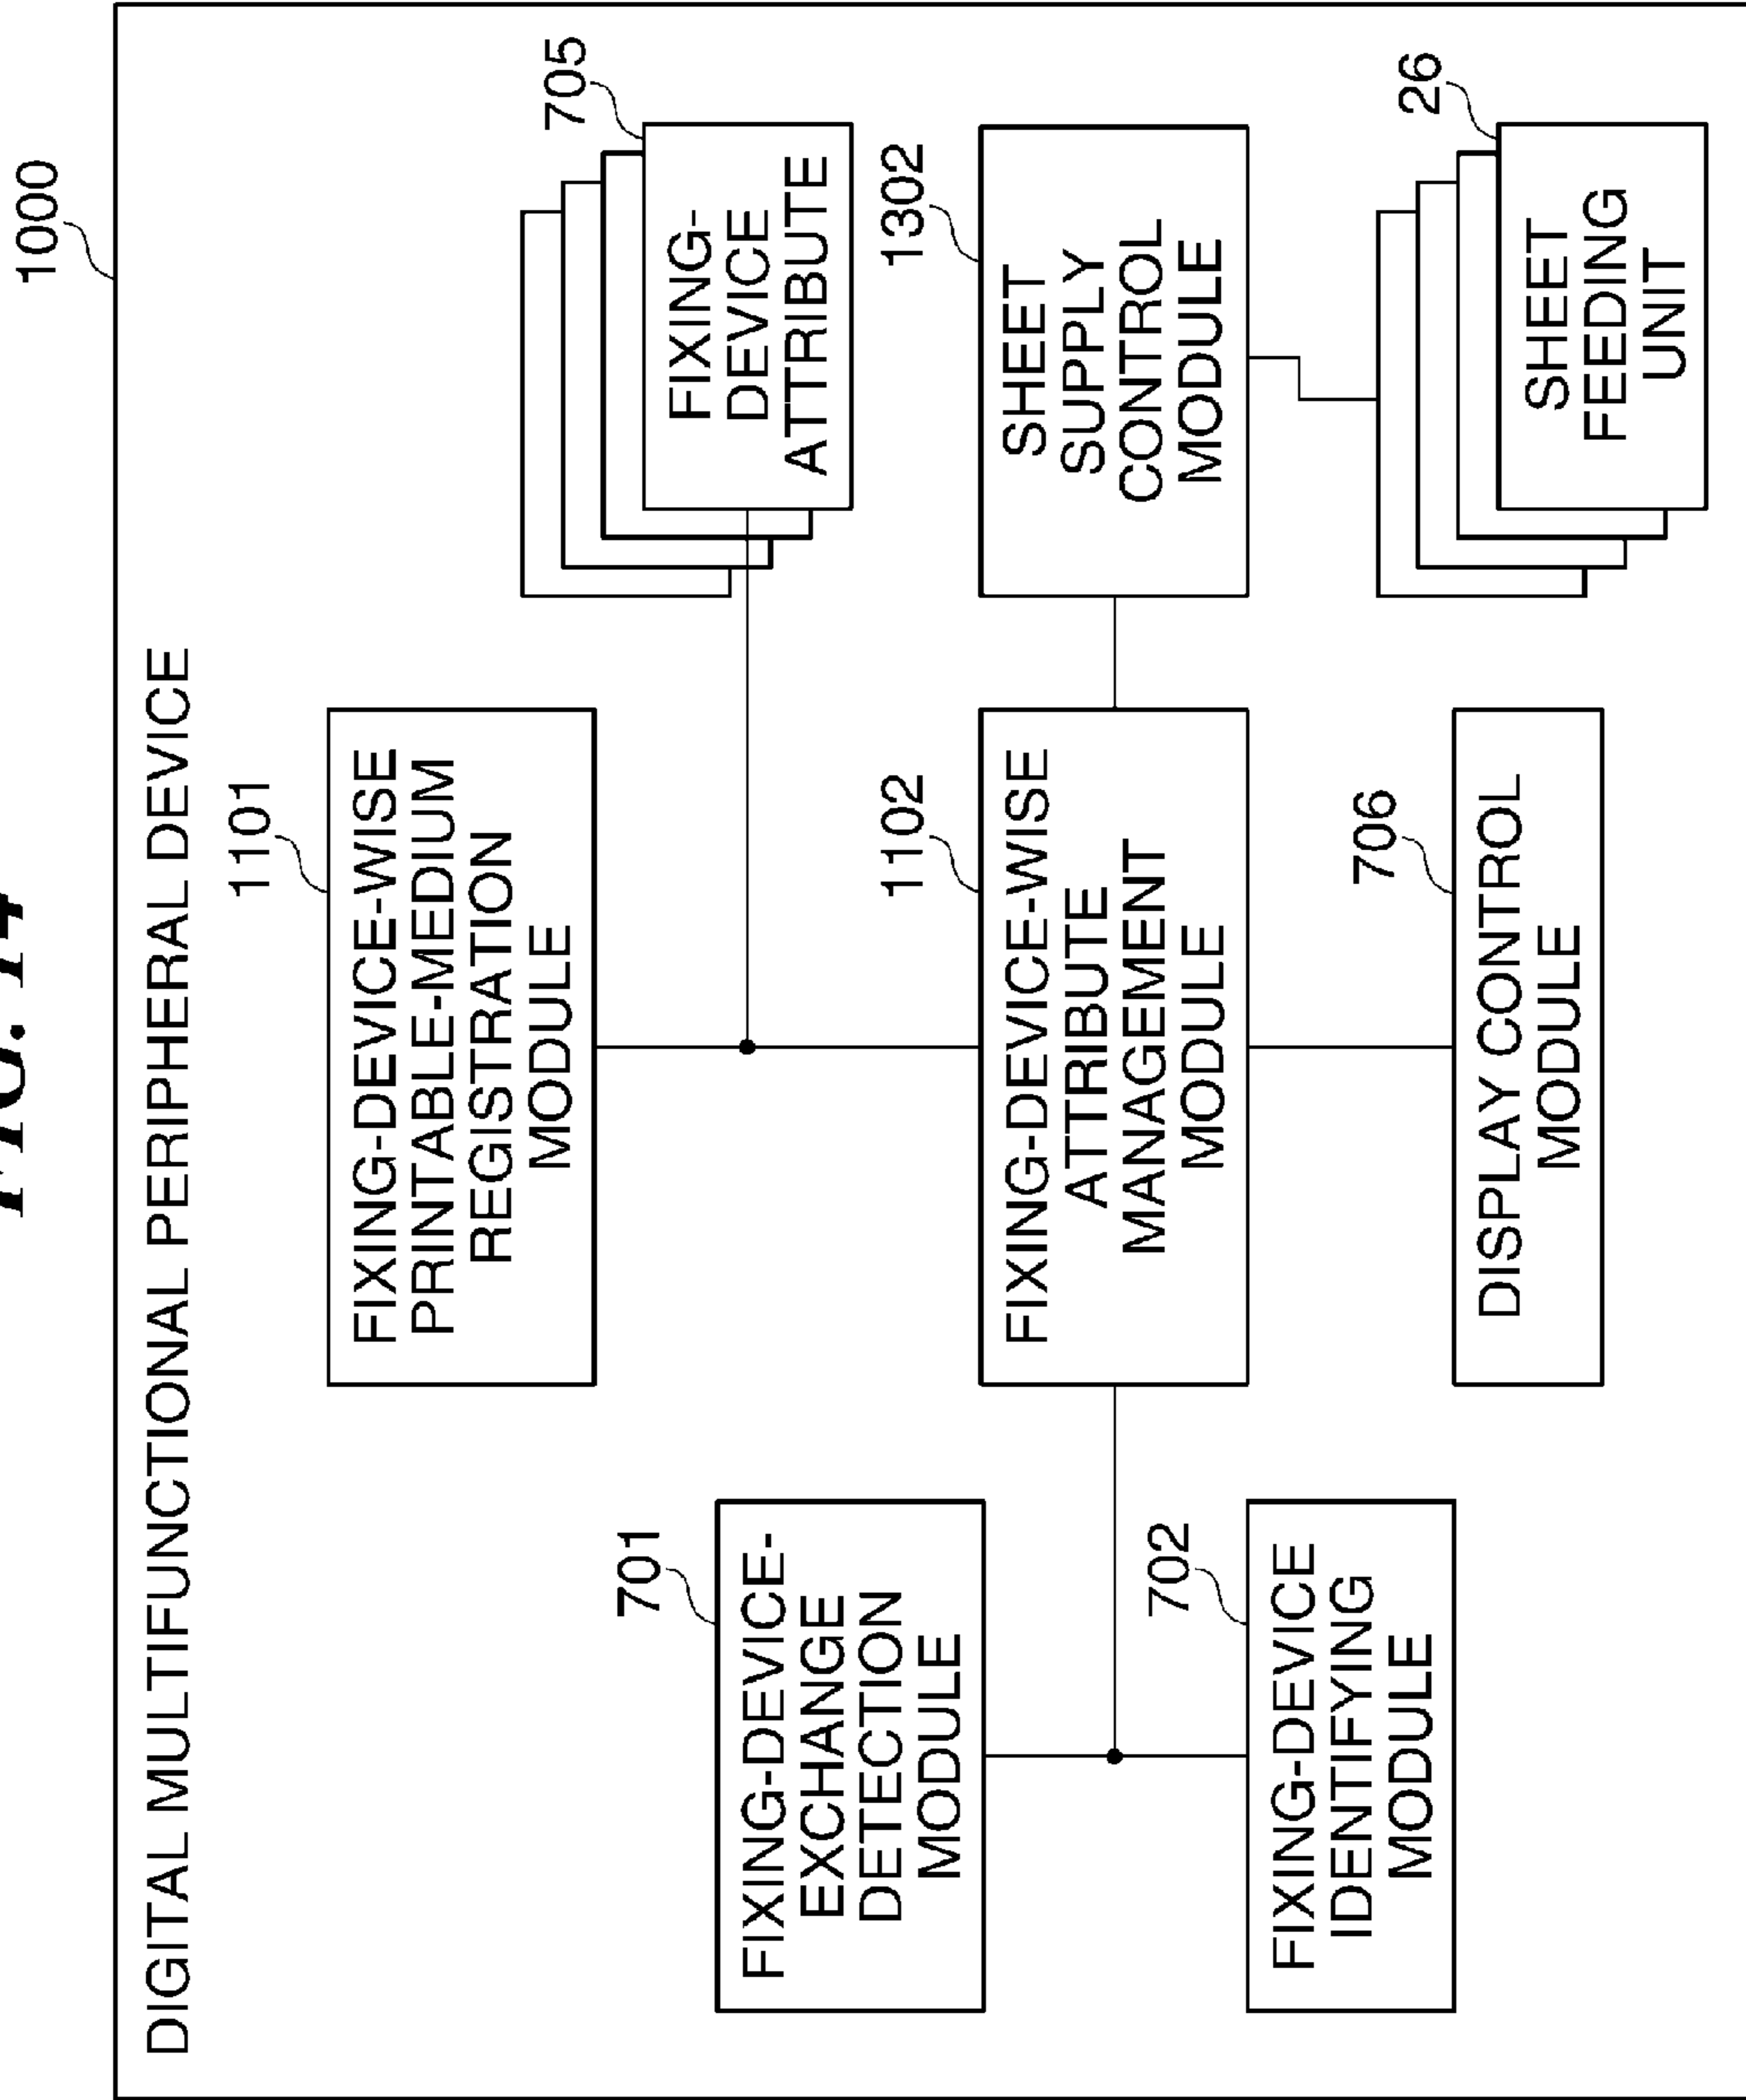 FIG. 14
1000
DIGITAL MULTIFUNCTIONAL PERIPHERAL DEVICE
1101
FIXIING-DEVICE-WISE
PRINTABLE-MEDIUM
REGISTRATION
MODULE
705
FIXING-
DEVICE
ATTRIBUTE
701
FIXING-DEVICE-
EXCHANGE
DETECTION
MODULE
1102
FIXIING-DEVICE-WISE
ATTRIBUTE
MANAGEMENT
MODULE
1302
SHEET
SUPPLY
CONTROL
MODULE
702
FIXING-DEVICE
IDENTIFYING
MODULE
706
DISPLAY CONTROL
MODULE
26
SHEET
FEEDING
UNIT